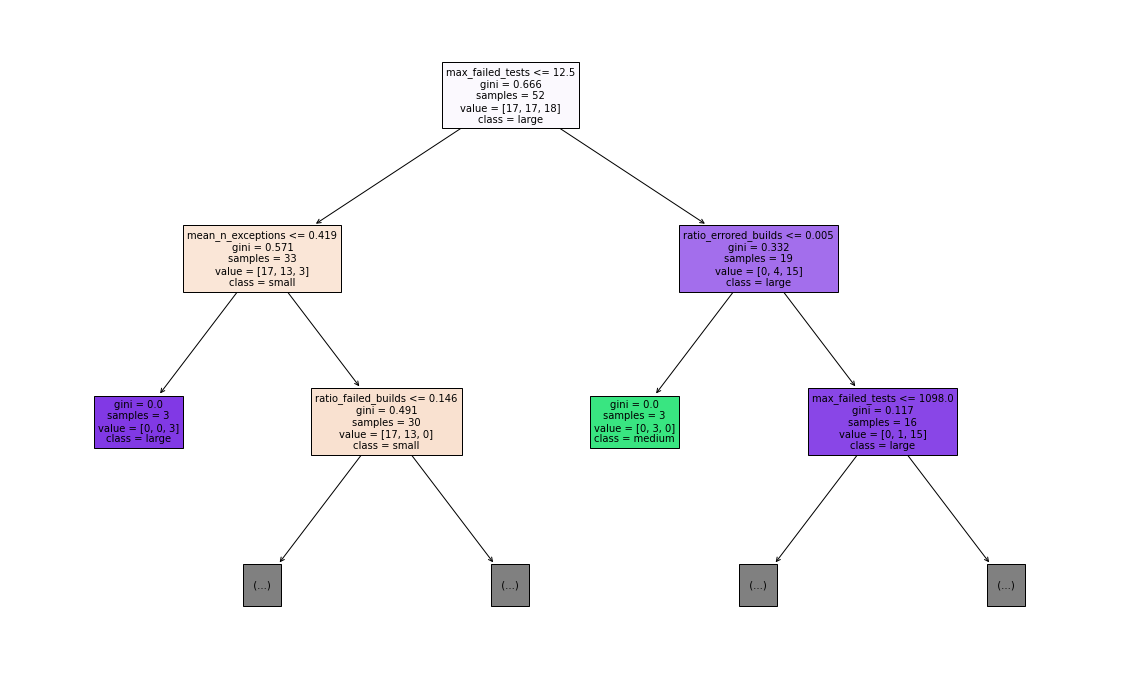 max_failed_tests <= 12.5
gini = 0.666
samples = 52
value = [17, 17, 18]
class = large
mean_n_exceptions <= 0.419
gini = 0.571
samples = 33
value = [17, 13, 3]
class = small
ratio_errored_builds <= 0.005
gini = 0.332
samples = 19
value = [0, 4, 15]
class = large
gini = 0.0
samples = 3
value = [0, 0, 3]
class = large
ratio_failed_builds <= 0.146
gini = 0.491
samples = 30
value = [17, 13, 0]
class = small
gini = 0.0
samples = 3
value = [0, 3, 0]
class = medium
max_failed_tests <= 1098.0
gini = 0.117
samples = 16
value = [0, 1, 15]
class = large
(...)
(...)
(...)
(...)